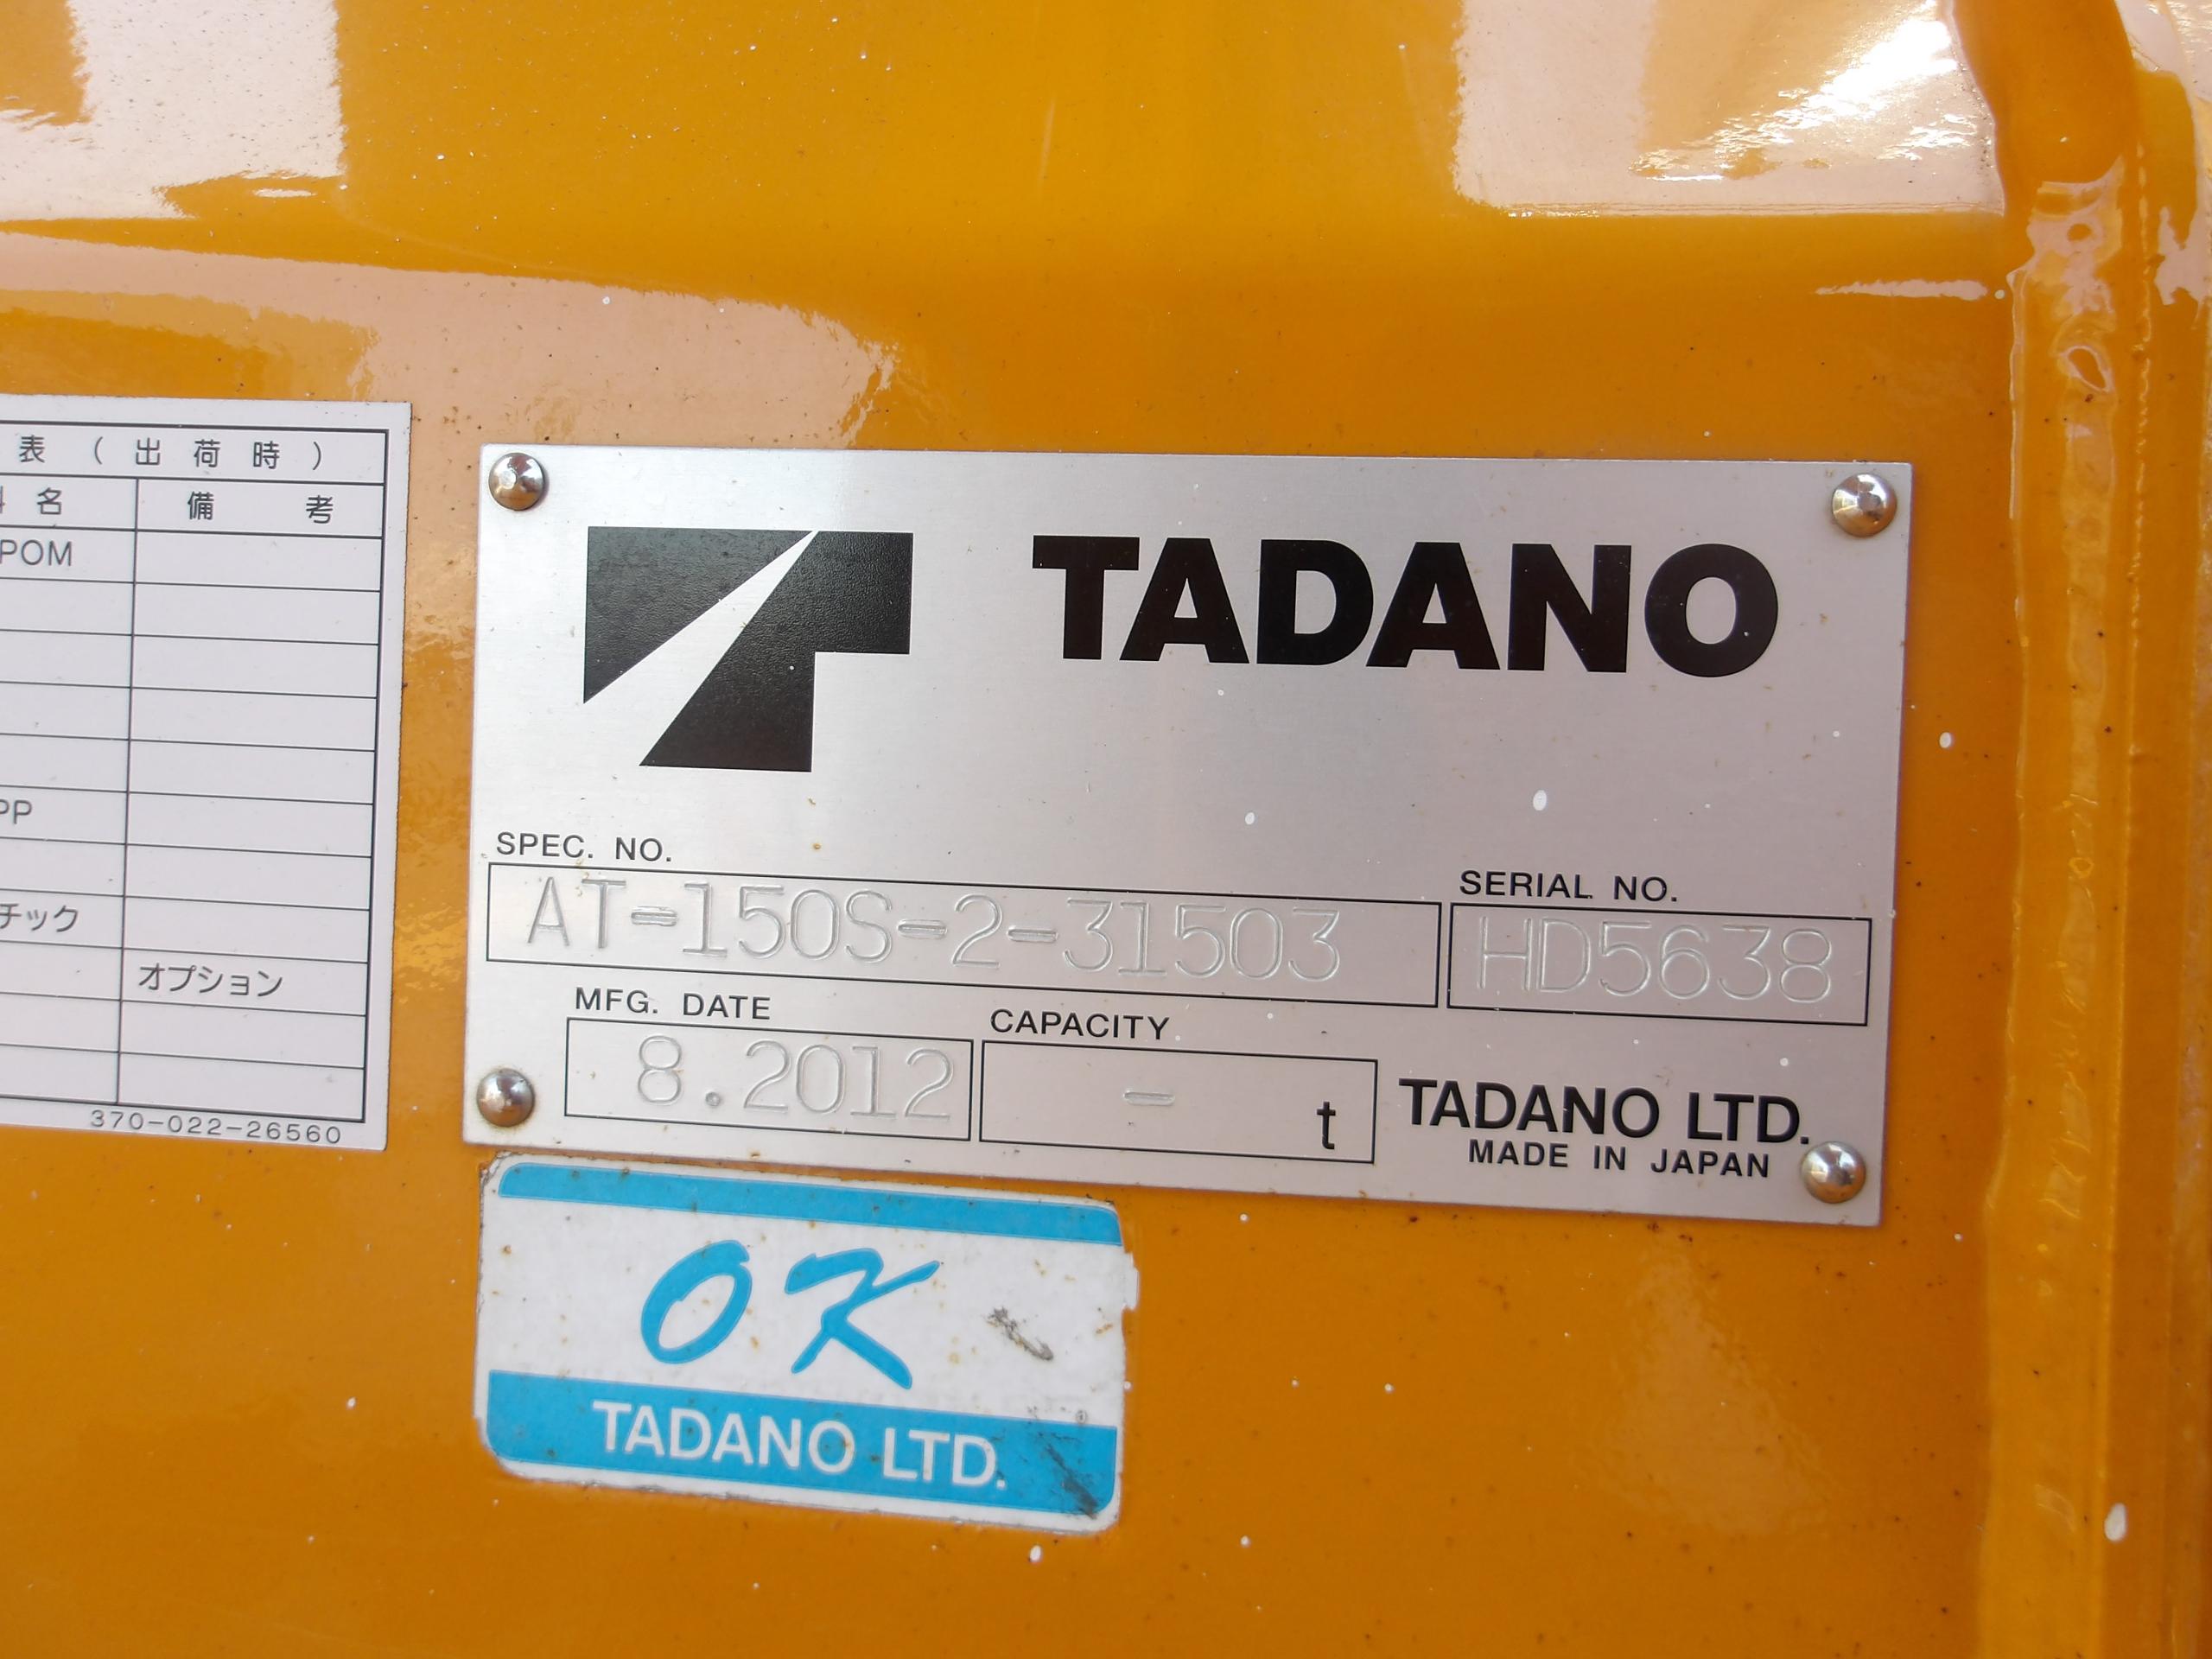 表 ( 出 荷 時 )
名 備 考
POM
PP
チック
オプション
370-022-26560
TADANO
SPEC. NO.
AT-150S-2-31503
SERIAL NO.
HD5638
MFG. DATE
8.2012
CAPACITY
- t
TADANO LTD.
MADE IN JAPAN
OK
TADANO LTD.